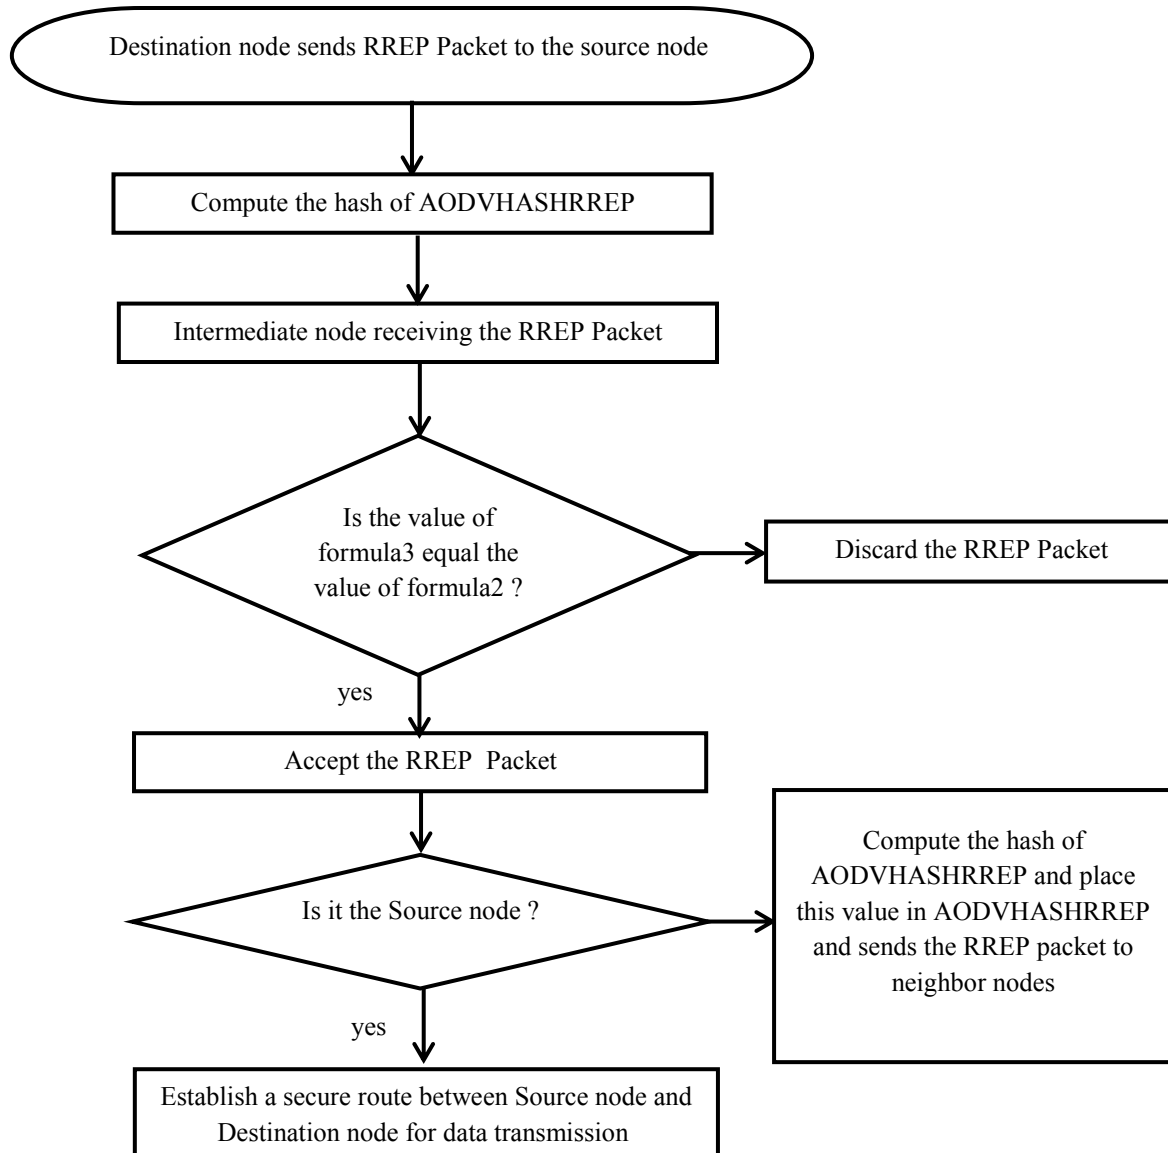 Destination node sends RREP Packet to the source node
Compute the hash of AODVHASHRREP
Intermediate node receiving the RREP Packet
Is the value of
formula3 equal the
value of formula2 ?
Discard the RREP Packet
yes
Accept the RREP  Packet
Is it the Source node ?
Compute the hash of
AODVHASHRREP and place
this value in AODVHASHRREP
and sends the RREP packet to
neighbor nodes
yes
Establish a secure route between Source node and
Destination node for data transmission